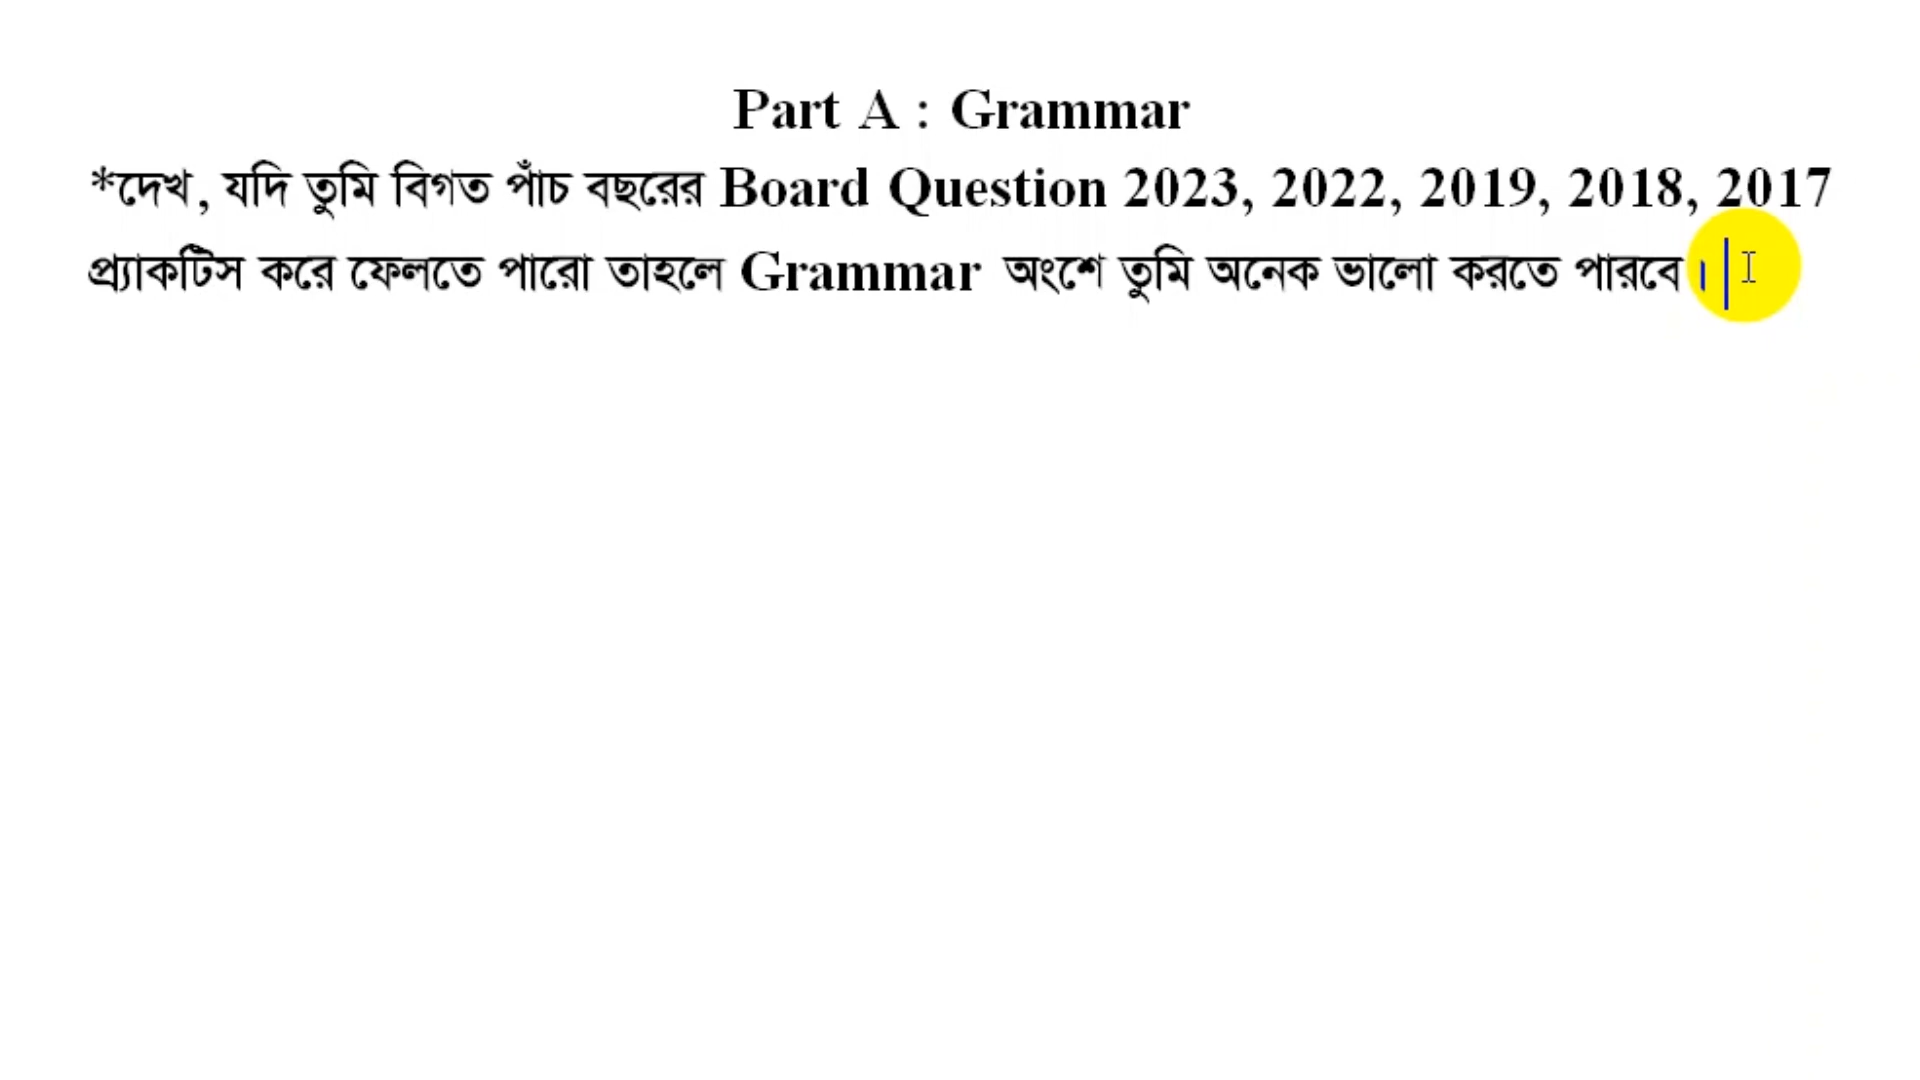 Part A : Grammar
*দেখ, যদি তুমি বিগত পাঁচ বছরের Board Question 2023, 2022, 2019, 2018, 2017
প্র্যাকটিস করে ফেলতে পারো তাহলে Grammar অংশে তুমি অনেক ভালো করতে পারবে ।